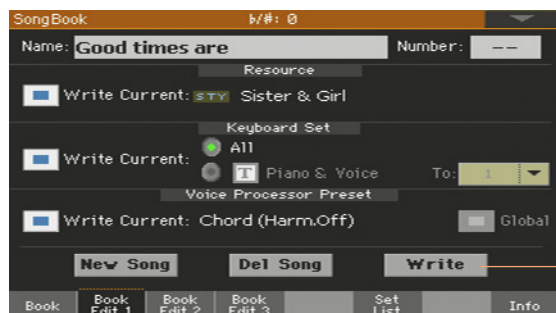 SongBook ♭/#: 0
Name: Good times are Number: --
Resource
Write Current: STY Sister & Girl
Keyboard Set
Write Current: All
T Piano & Voice To: 1
Voice Processor Preset
Write Current: Chord (Harm.Off) Global
New Song Del Song Write
Book Book Edit 1 Book Edit 2 Book Edit 3 Set List Info